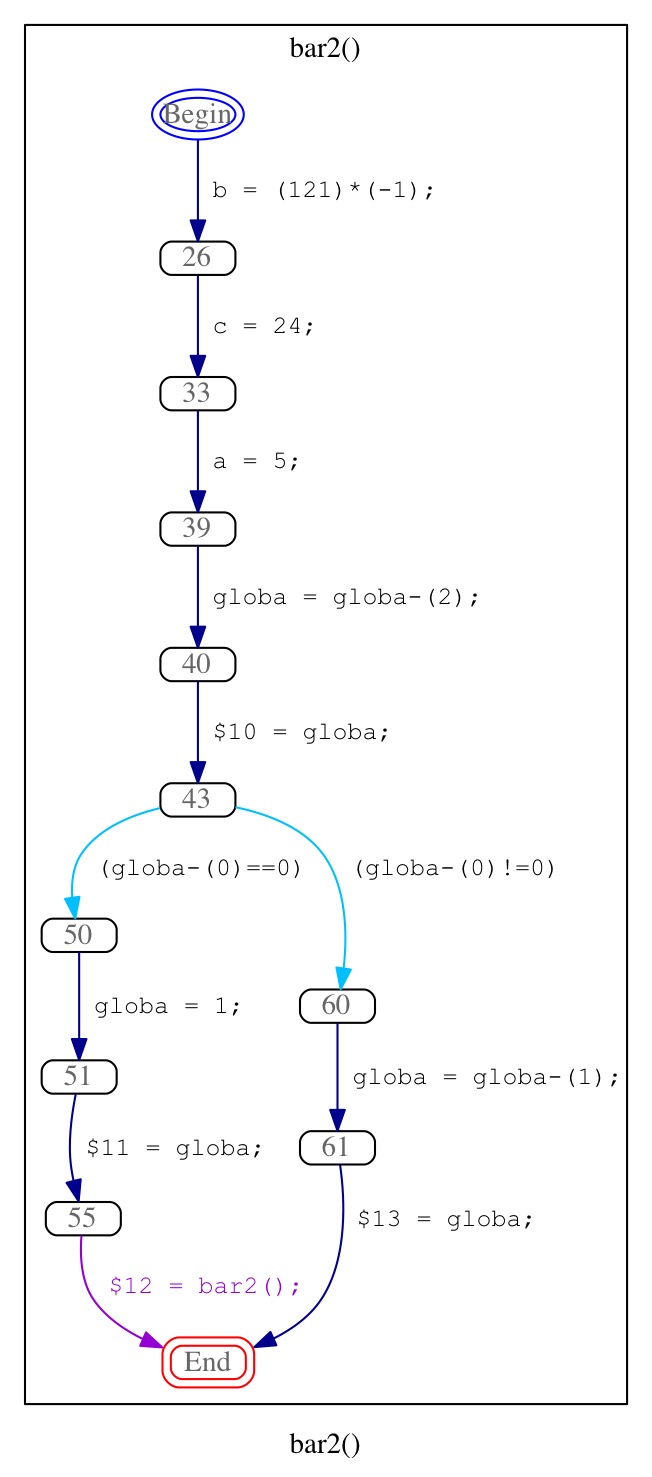 bar2()
Begin
b = (121)*(-1);
26
c = 24;
33
a = 5;
39
globa = globa-(2);
40
$10 = globa;
43
(globa-(0)==0) (globa-(0)!=0)
50
globa = 1;
60
51
globa = globa-(1);
$11 = globa;
61
55
$13 = globa;
$12 = bar2();
End
bar2()